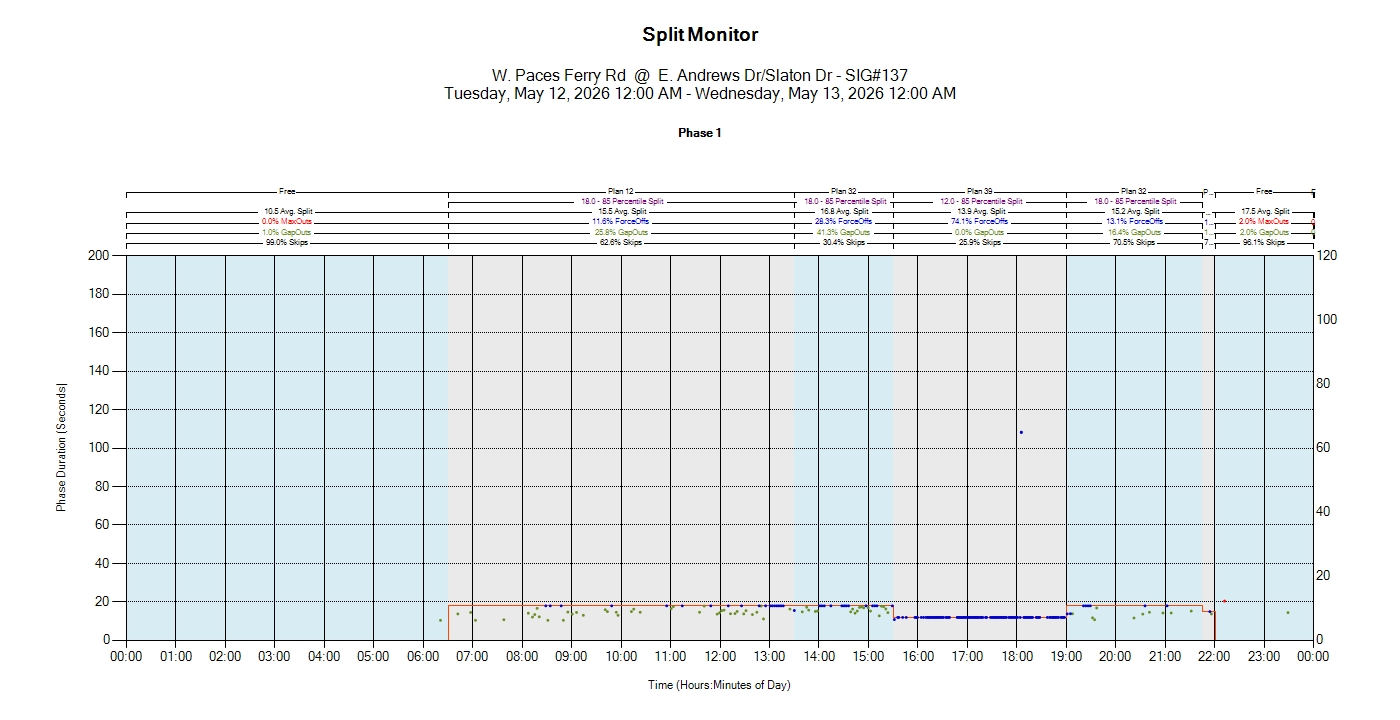 Split Monitor
W. Paces Ferry Rd @ E. Andrews Dr/Slaton Dr - SIG#137
Tuesday, May 12, 2026 12:00 AM - Wednesday, May 13, 2026 12:00 AM
Phase 1
Free Plan 12 Plan 32 Plan 39 Plan 32 P... Free F
18.0 - 85 Percentile Split 18.0 - 85 Percentile Split 12.0 - 85 Percentile Split 18.0 - 85 Percentile Split
10.5 Avg. Split 15.5 Avg. Split 16.8 Avg. Split 13.9 Avg. Split 15.2 Avg. Split 17.5 Avg. Split
0.0% MaxOuts 11.6% ForceOffs 28.3% ForceOffs 74.1% ForceOffs 13.1% ForceOffs 1... 2.0% MaxOuts
1.0% GapOuts 25.8% GapOuts 41.3% GapOuts 0.0% GapOuts 16.4% GapOuts 1... 2.0% GapOuts
99.0% Skips 62.6% Skips 30.4% Skips 25.9% Skips 70.5% Skips 7... 96.1% Skips
200 120
180
160 100
140
120 80
100 60
80
60 40
40 20
20
0 0
00:00 01:00 02:00 03:00 04:00 05:00 06:00 07:00 08:00 09:00 10:00 11:00 12:00 13:00 14:00 15:00 16:00 17:00 18:00 19:00 20:00 21:00 22:00 23:00 00:00
Phase Duration (Seconds)
Time (Hours:Minutes of Day)